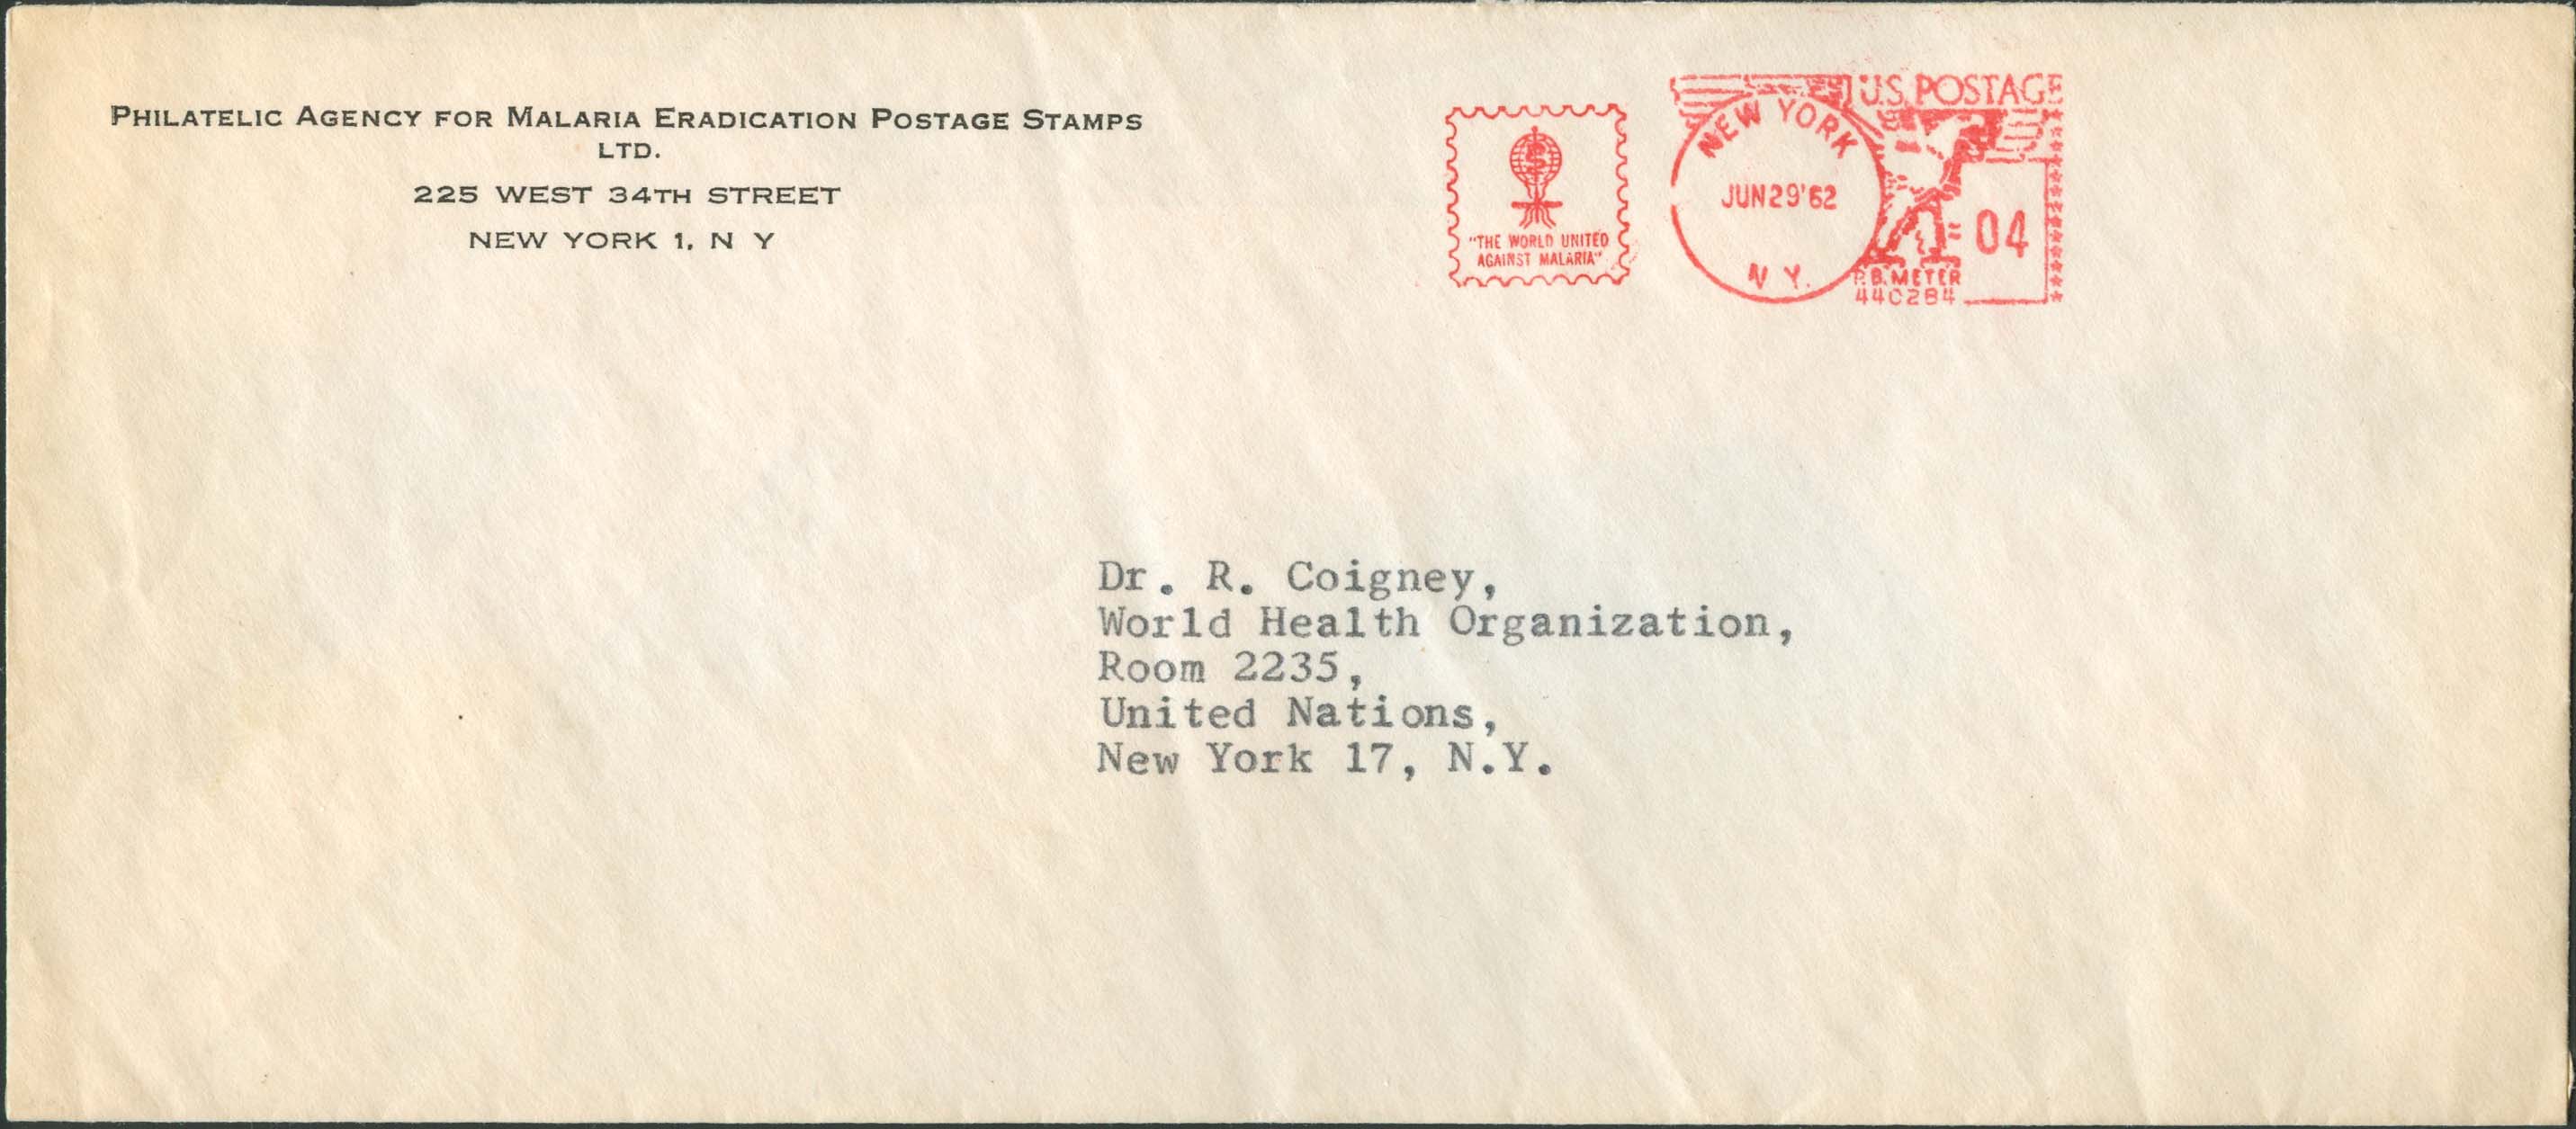 PHILATELIC AGENCY FOR MALARIA ERADICATION POSTAGE STAMPS
LTD.
225 WEST 34TH STREET
NEW YORK 1, N Y
"THE WORLD UNITED
AGAINST MALARIA"
NEW YORK
JUN 29 '62
N Y.
U.S. POSTAGE
04
P.B. METER
440284
Dr. R. Coigney,
World Health Organization,
Room 2235,
United Nations,
New York 17, N.Y.